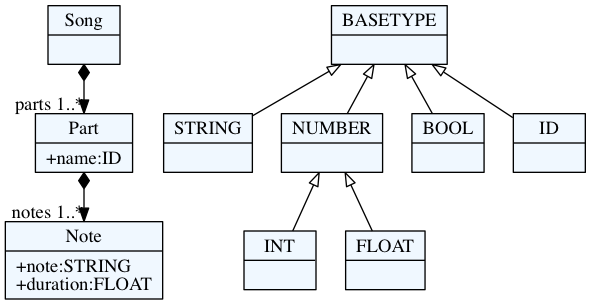 Song
BASETYPE
parts 1..*
Part
+name:ID
STRING
NUMBER
BOOL
ID
notes 1..*
Note
+note:STRING
+duration:FLOAT
INT
FLOAT